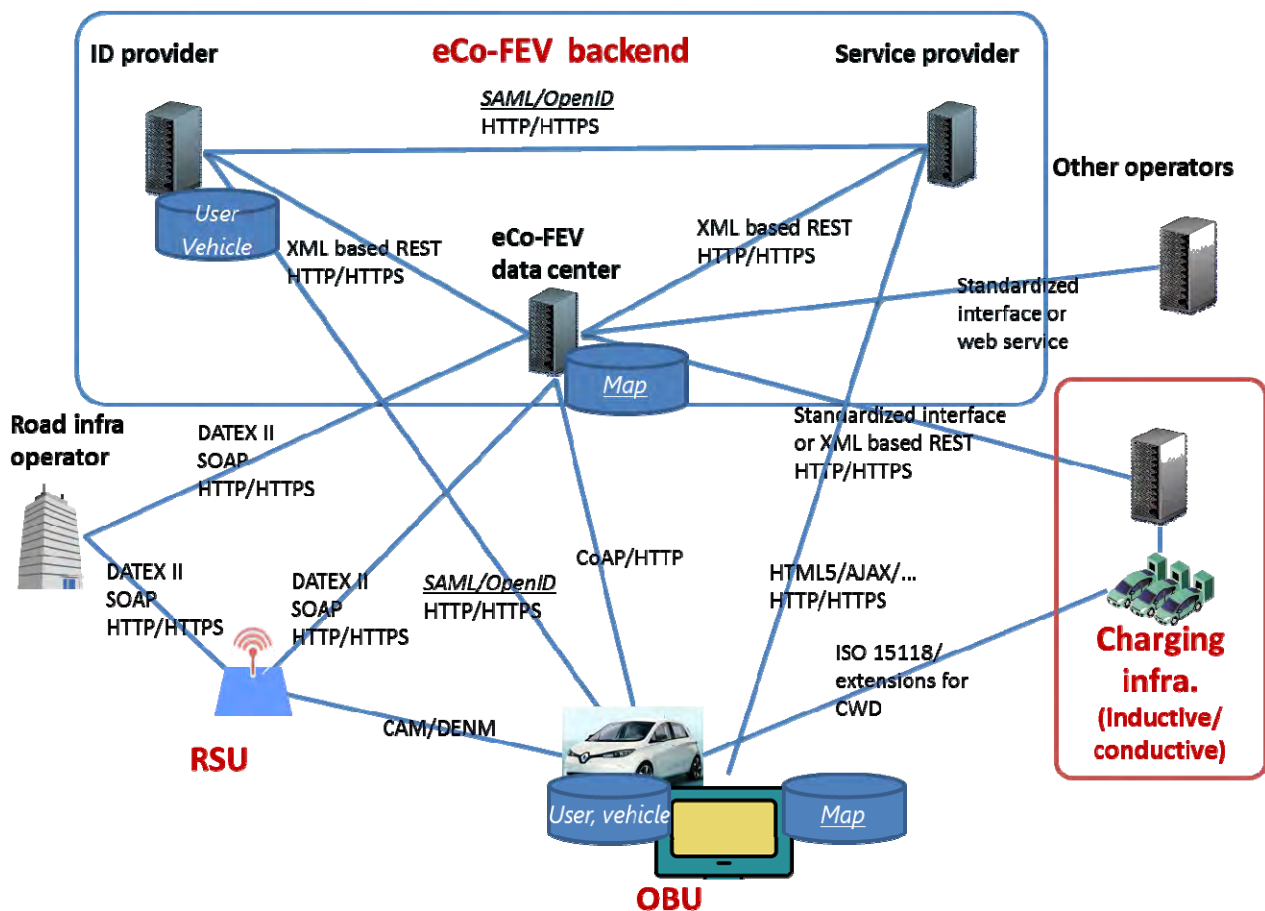 ID provider
eCo-FEV backend
Service provider
SAML/OpenID
HTTP/HTTPS
User
Vehicle
XML based REST
HTTP/HTTPS
eCo-FEV
data center
XML based REST
HTTP/HTTPS
Other operators
Standardized
interface or
web service
Map
Road infra
operator
DATEX II
SOAP
HTTP/HTTPS
Standardized interface
or XML based REST
HTTP/HTTPS
DATEX II
SOAP
HTTP/HTTPS
DATEX II
SOAP
HTTP/HTTPS
SAML/OpenID
HTTP/HTTPS
CoAP/HTTP
HTML5/AJAX/...
HTTP/HTTPS
ISO 15118/
extensions for
CWD
Charging
infra.
(inductive/
conductive)
RSU
CAM/DENM
User, vehicle
Map
OBU